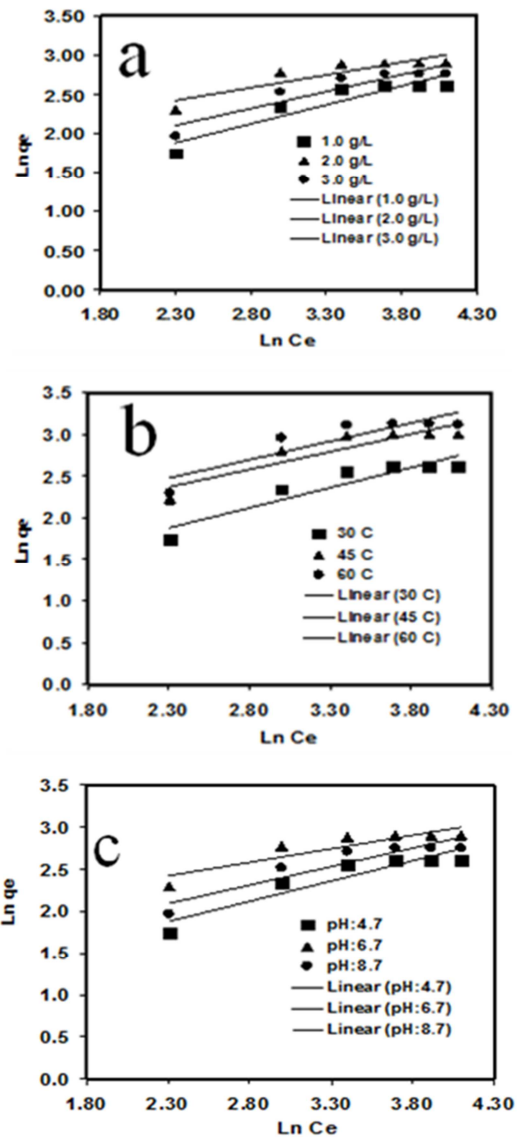 a
Lnqe
3.50
3.00
2.50
2.00
1.50
1.00
0.50
0.00
1.0 g/L
2.0 g/L
3.0 g/L
Linear (1.0 g/L)
Linear (2.0 g/L)
Linear (3.0 g/L)
1.80 2.30 2.80 3.30 3.80 4.30
Ln Ce
b
Ln qe
3.5
3.0
2.5
2.0
1.5
1.0
0.5
0.0
30 C
45 C
60 C
Linear (30 C)
Linear (45 C)
Linear (60 C)
1.80 2.30 2.80 3.30 3.80 4.30
Ln Ce
c
Ln qe
3.5
3.0
2.5
2.0
1.5
1.0
0.5
0.0
pH:4.7
pH:6.7
pH:8.7
Linear (pH:4.7)
Linear (pH:6.7)
Linear (pH:8.7)
1.80 2.30 2.80 3.30 3.80 4.30
Ln Ce